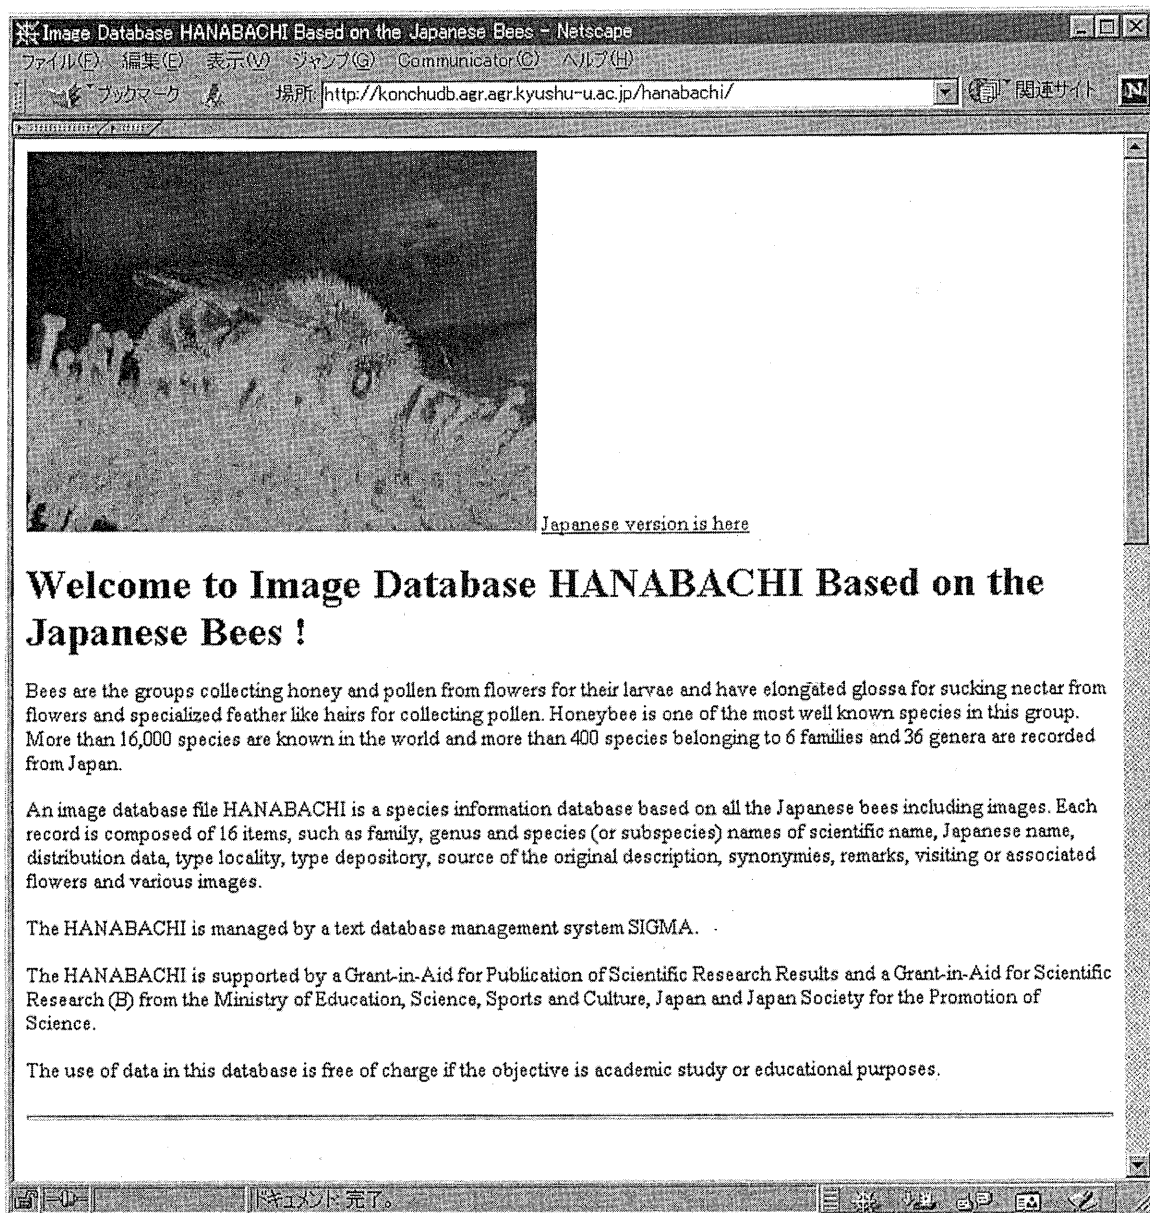 Image Database HANABACHI Based on the Japanese Bees - Netscape
ファイル(F) 編集(E) 表示(V) ジャンプ(G) Communicator(C) ヘルプ(H)
ブックマーク 場所: http://konchudb.agr.agr.kyushu-u.ac.jp/hanabachi/ 関連サイト N
Japanese version is here
Welcome to Image Database HANABACHI Based on the
Japanese Bees !
Bees are the groups collecting honey and pollen from flowers for their larvae and have elongated glossa for sucking nectar from
flowers and specialized feather like hairs for collecting pollen. Honeybee is one of the most well known species in this group.
More than 16,000 species are known in the world and more than 400 species belonging to 6 families and 36 genera are recorded
from Japan.
An image database file HANABACHI is a species information database based on all the Japanese bees including images. Each
record is composed of 16 items, such as family, genus and species (or subspecies) names of scientific name, Japanese name,
distribution data, type locality, type depository, source of the original description, synonymies, remarks, visiting or associated
flowers and various images.
The HANABACHI is managed by a text database management system SIGMA.
The HANABACHI is supported by a Grant-in-Aid for Publication of Scientific Research Results and a Grant-in-Aid for Scientific
Research (B) from the Ministry of Education, Science, Sports and Culture, Japan and Japan Society for the Promotion of
Science.
The use of data in this database is free of charge if the objective is academic study or educational purposes.
ドキュメント: 完了。